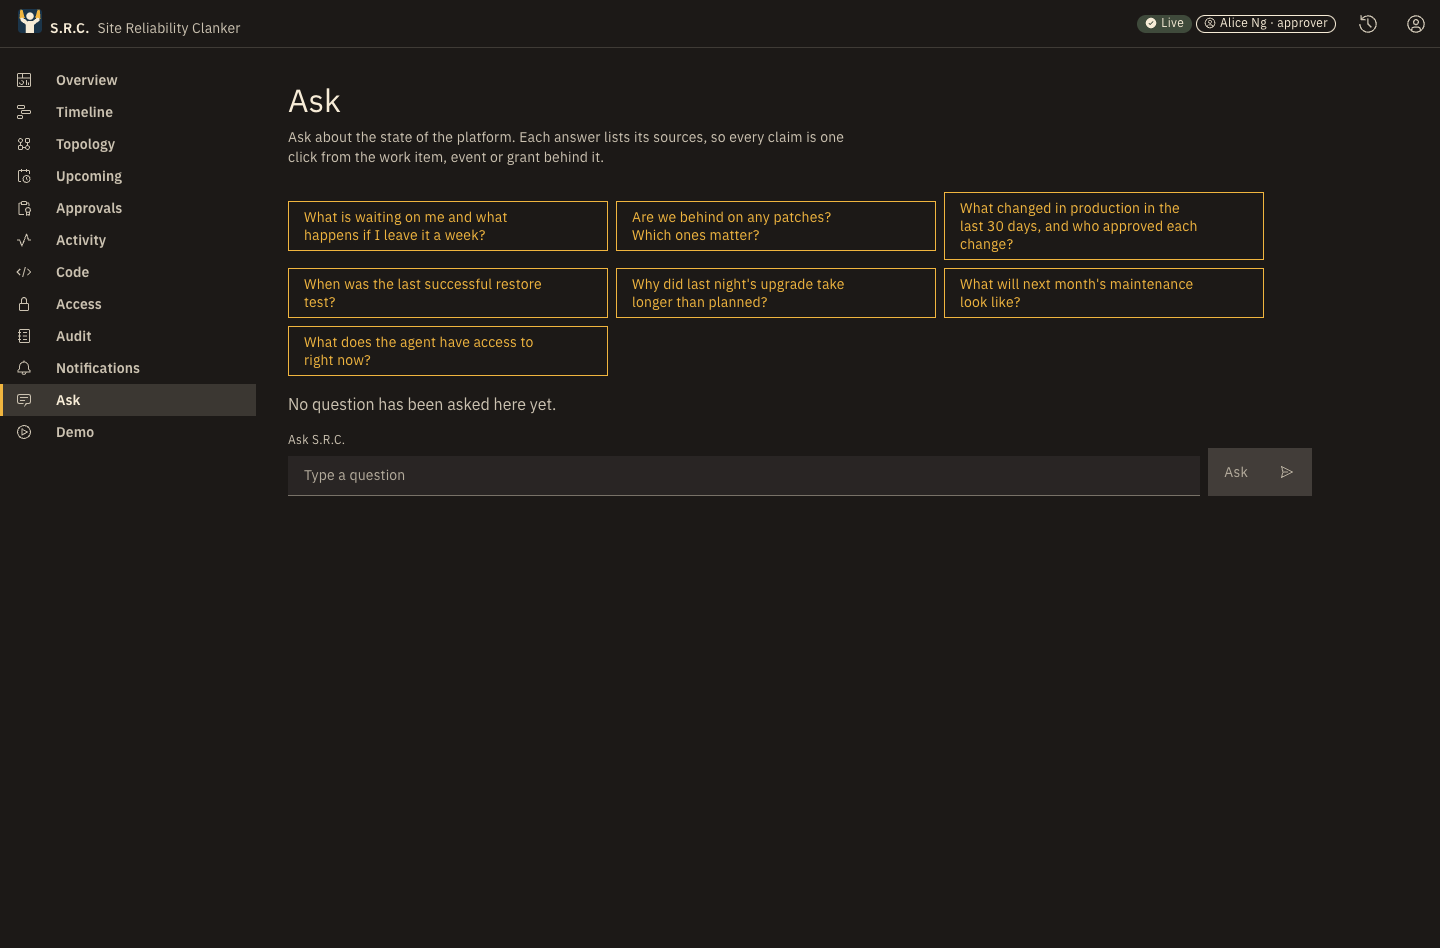 S.R.C. Site Reliability Clanker
Live
Alice Ng · approver
Overview
Timeline
Topology
Upcoming
Approvals
Activity
Code
Access
Audit
Notifications
Ask
Demo
Ask
Ask about the state of the platform. Each answer lists its sources, so every claim is one
click from the work item, event or grant behind it.
What is waiting on me and what
happens if I leave it a week?
Are we behind on any patches?
Which ones matter?
What changed in production in the
last 30 days, and who approved each
change?
When was the last successful restore
test?
Why did last night's upgrade take
longer than planned?
What will next month's maintenance
look like?
What does the agent have access to
right now?
No question has been asked here yet.
Ask S.R.C.
Type a question
Ask